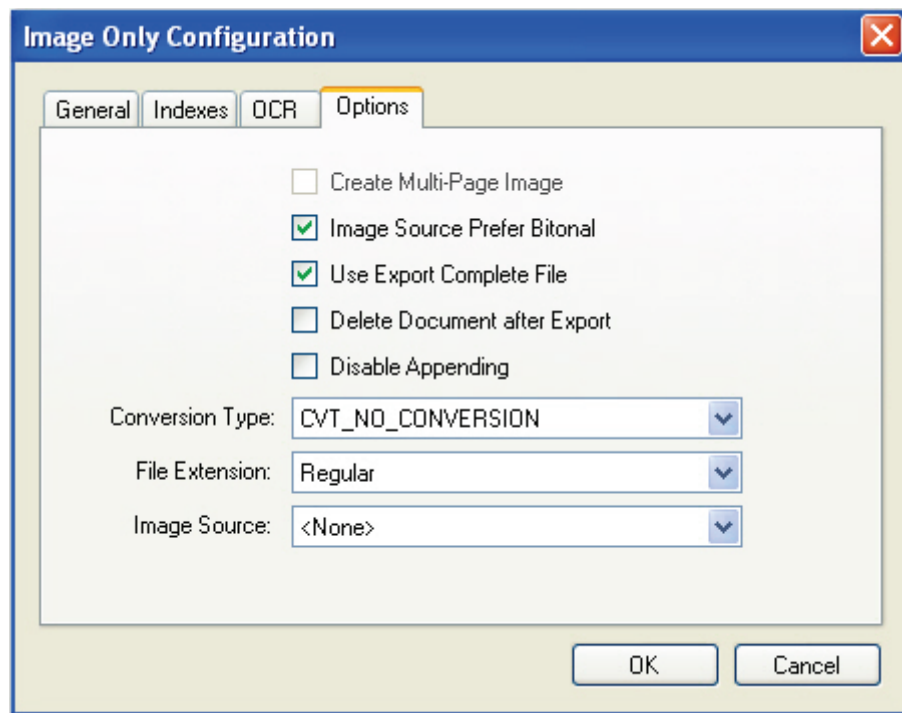 Image Only Configuration
General Indexes OCR Options
Create Multi-Page Image
Image Source Prefer Bitonal
Use Export Complete File
Delete Document after Export
Disable Appending
Conversion Type: CVT_NO_CONVERSION
File Extension: Regular
Image Source: <None>
OK Cancel